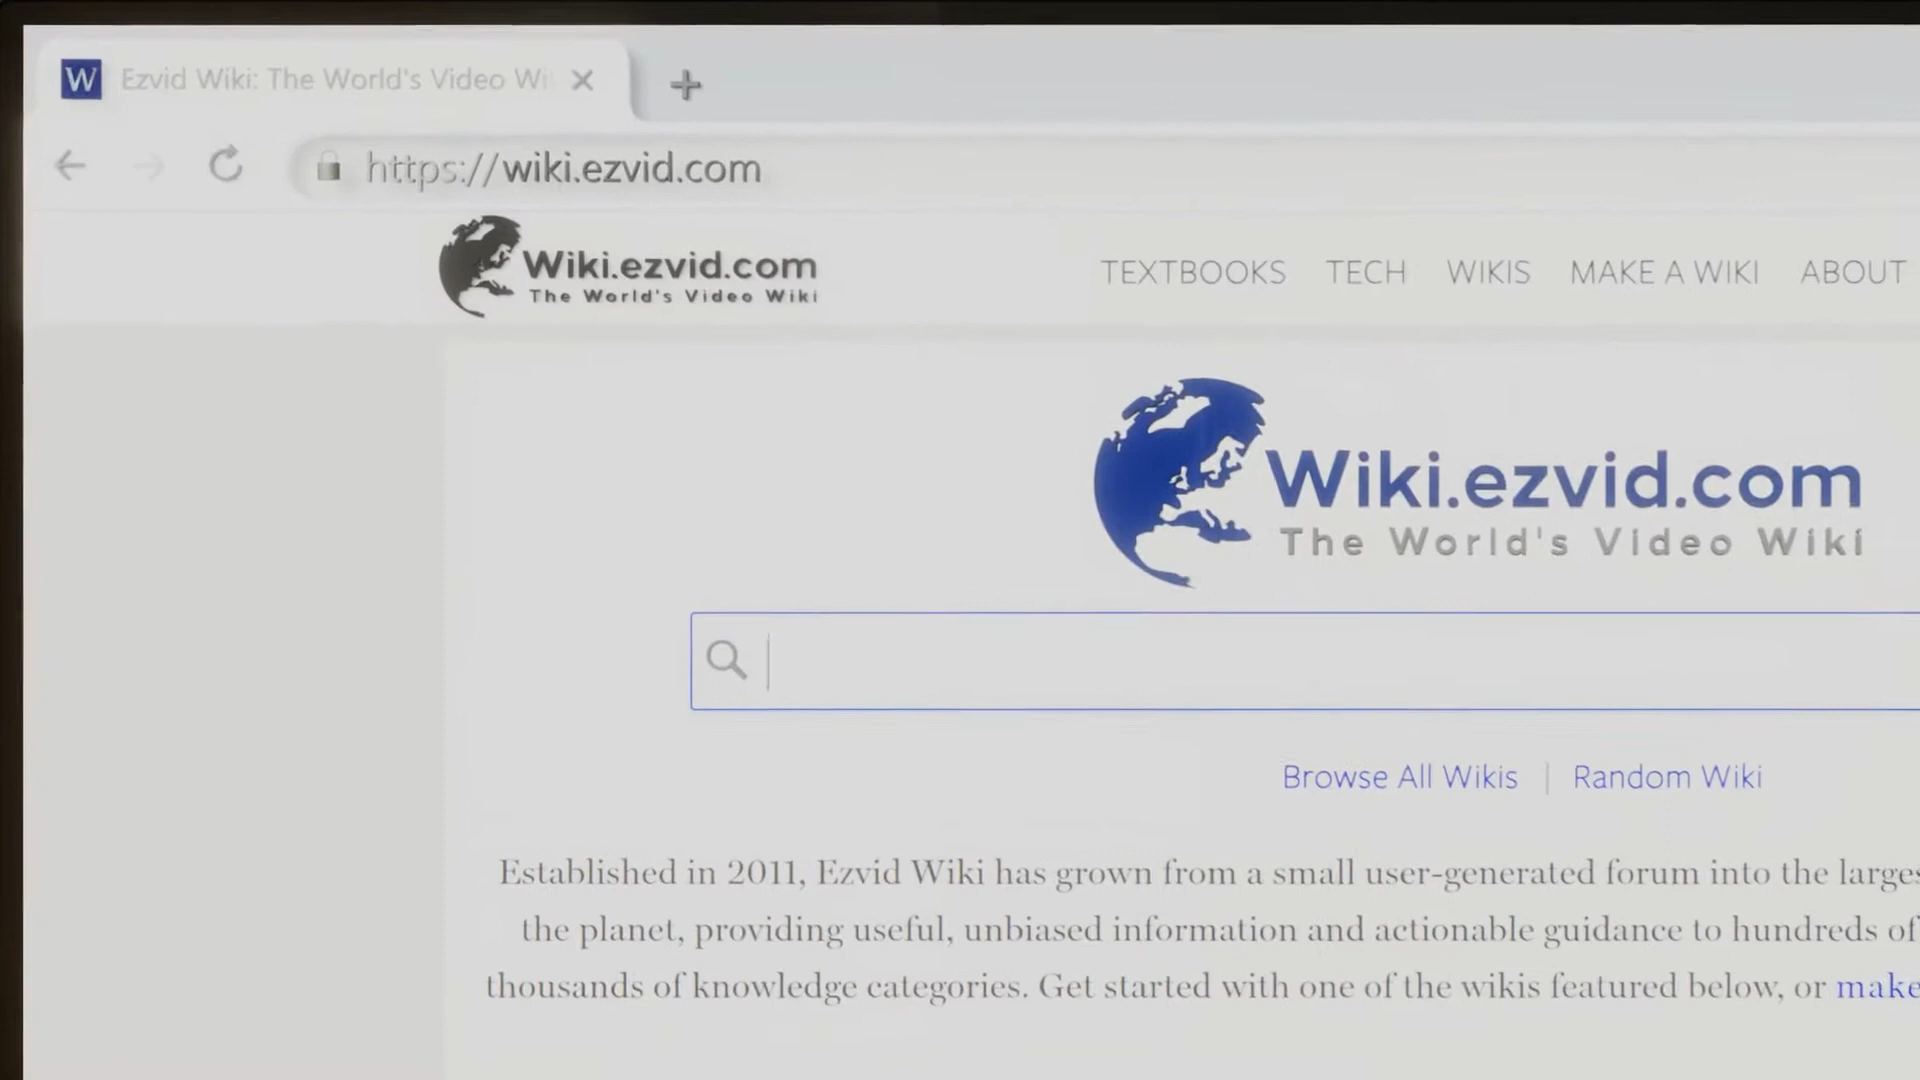 W Ezvid Wiki: The World's Video Wi
https://wiki.ezvid.com
Wiki.ezvid.com
The World's Video Wiki
TEXTBOOKS TECH WIKIS MAKE A WIKI ABOUT
Wiki.ezvid.com
The World's Video Wiki
Browse All Wikis | Random Wiki
Established in 2011, Ezvid Wiki has grown from a small user-generated forum into the larges
the planet, providing useful, unbiased information and actionable guidance to hundreds of
thousands of knowledge categories. Get started with one of the wikis featured below, or make